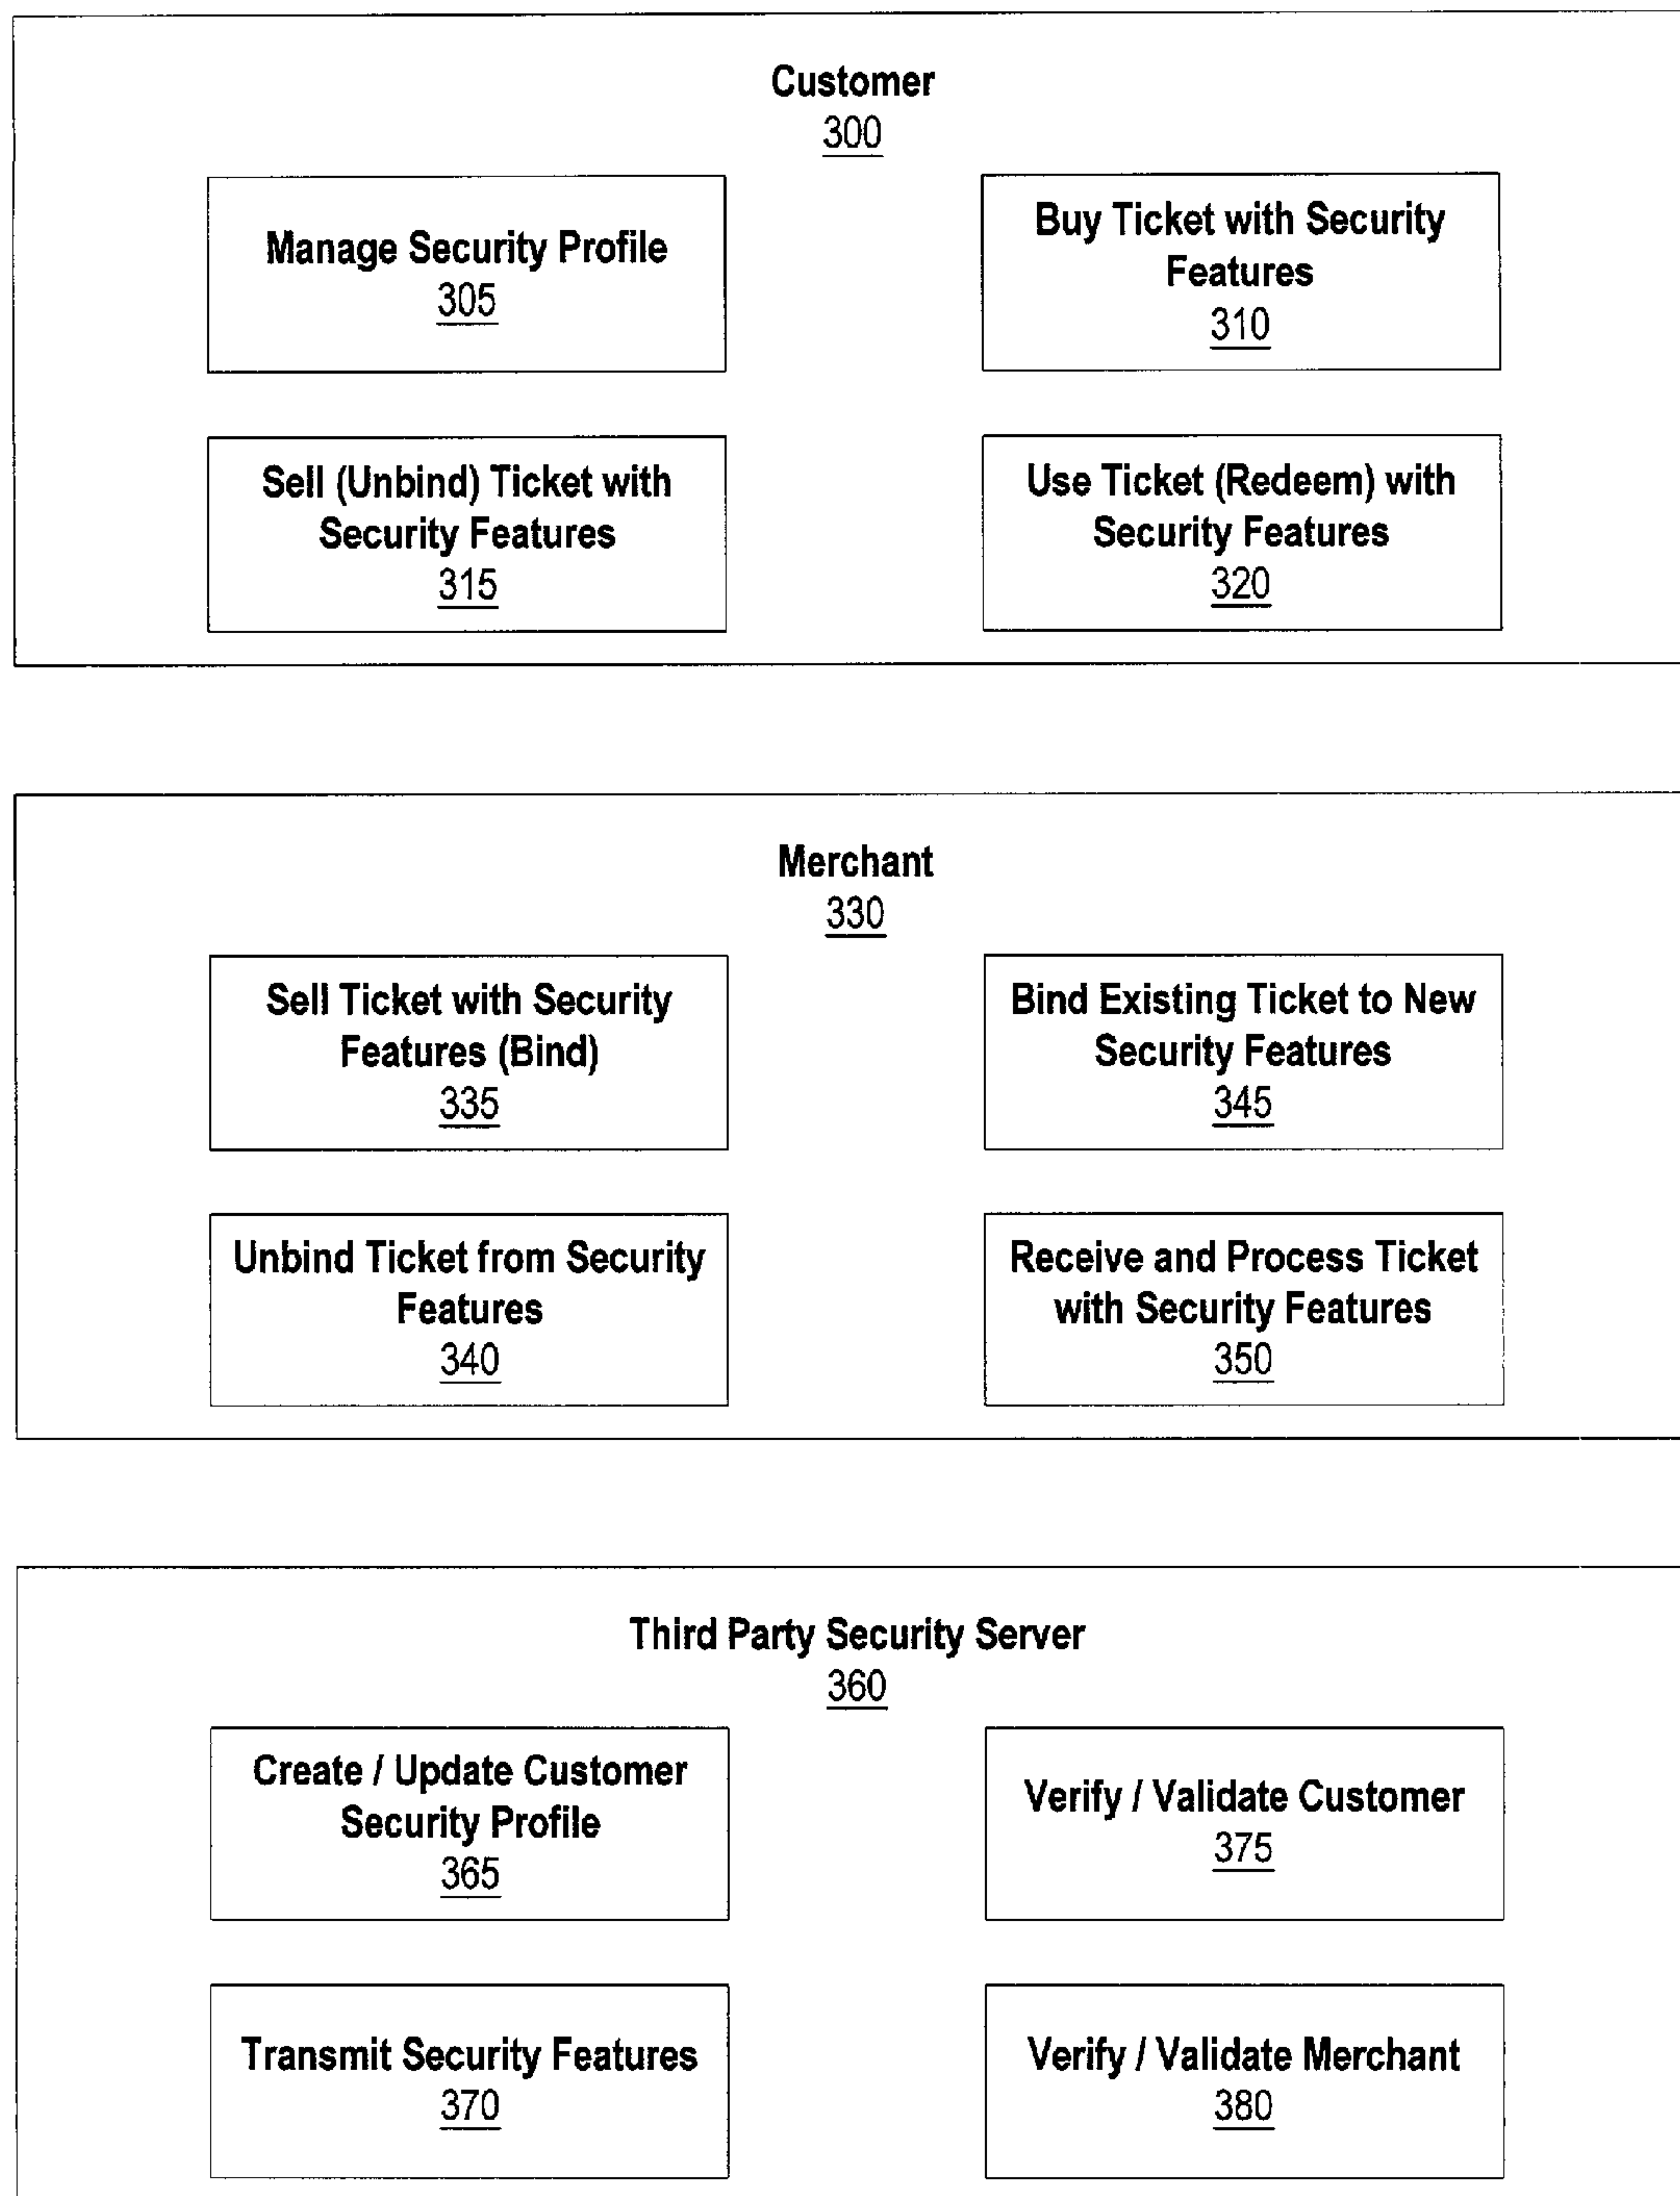 Customer
300
Manage Security Profile
305
Buy Ticket with Security
Features
310
Sell (Unbind) Ticket with
Security Features
315
Use Ticket (Redeem) with
Security Features
320
Merchant
330
Sell Ticket with Security
Features (Bind)
335
Bind Existing Ticket to New
Security Features
345
Unbind Ticket from Security
Features
340
Receive and Process Ticket
with Security Features
350
Third Party Security Server
360
Create / Update Customer
Security Profile
365
Verify / Validate Customer
375
Transmit Security Features
370
Verify / Validate Merchant
380